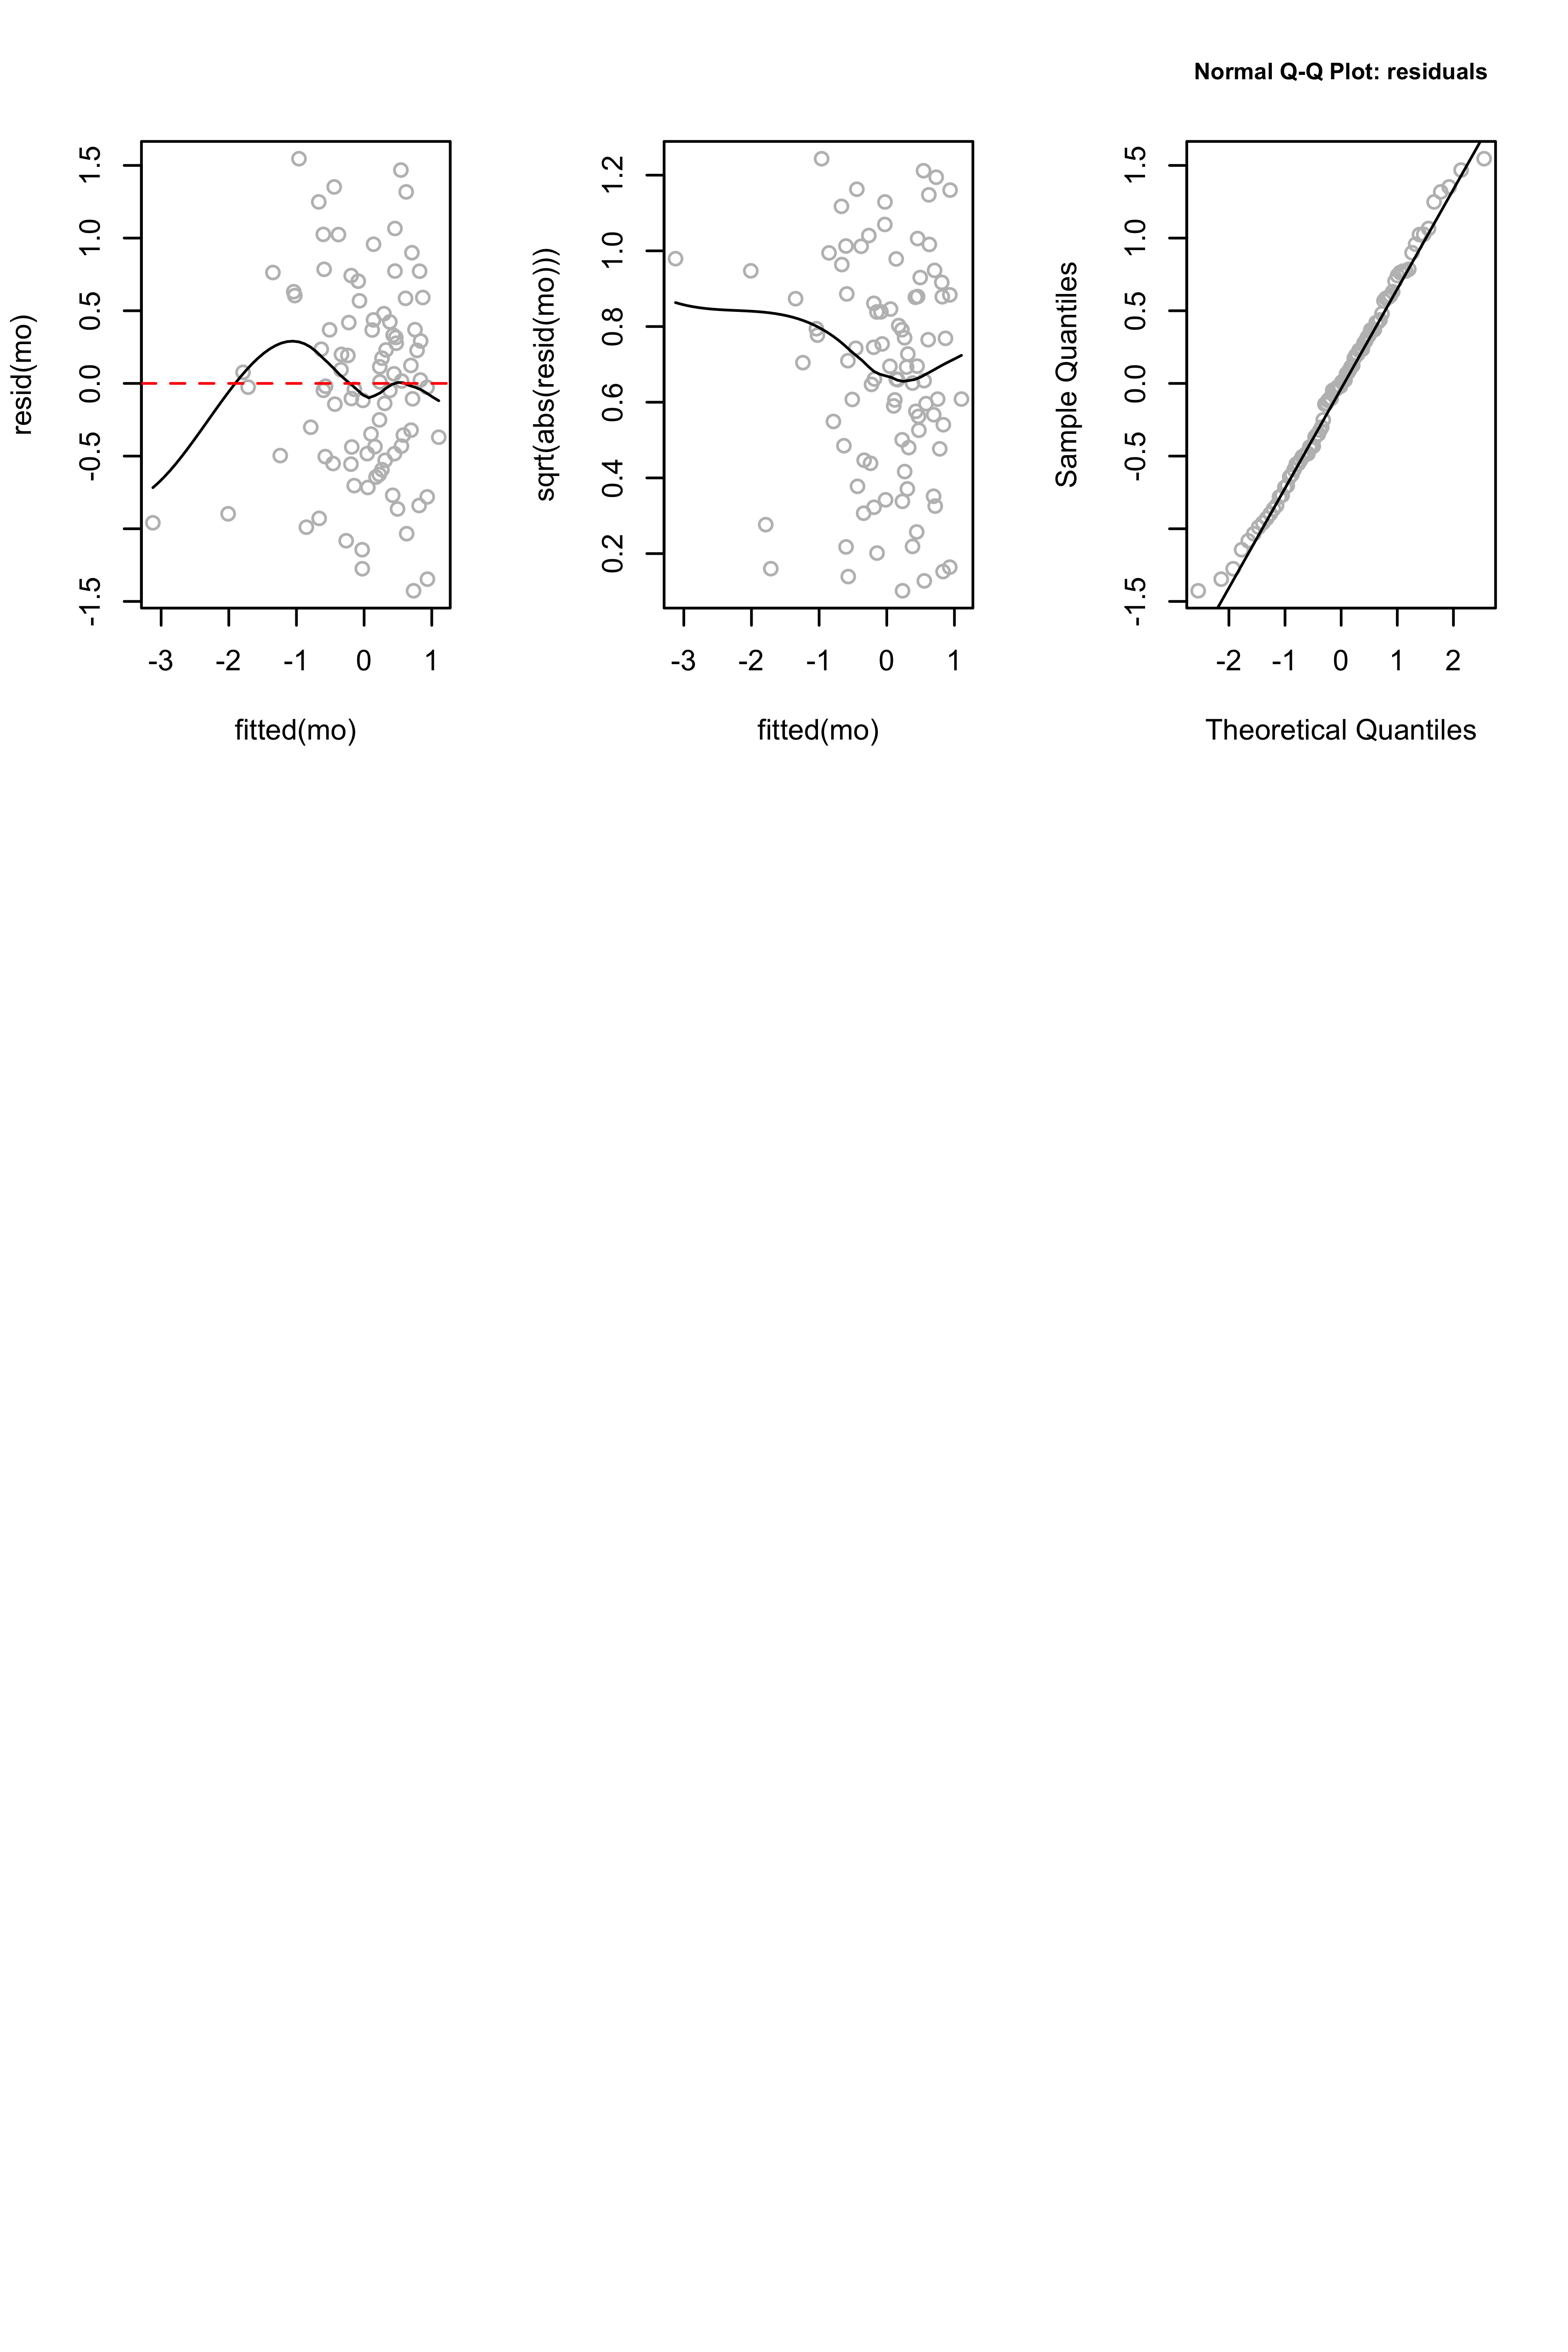 Normal Q-Q Plot: residuals
resid(mo)
1.5
1.0
0.5
0.0
-0.5
-1.5
-3 -2 -1 0 1
fitted(mo)
sqrt(abs(resid(mo)))
1.2
1.0
0.8
0.6
0.4
0.2
-3 -2 -1 0 1
fitted(mo)
Sample Quantiles
1.5
1.0
0.5
0.0
-0.5
-1.5
-2 -1 0 1 2
Theoretical Quantiles